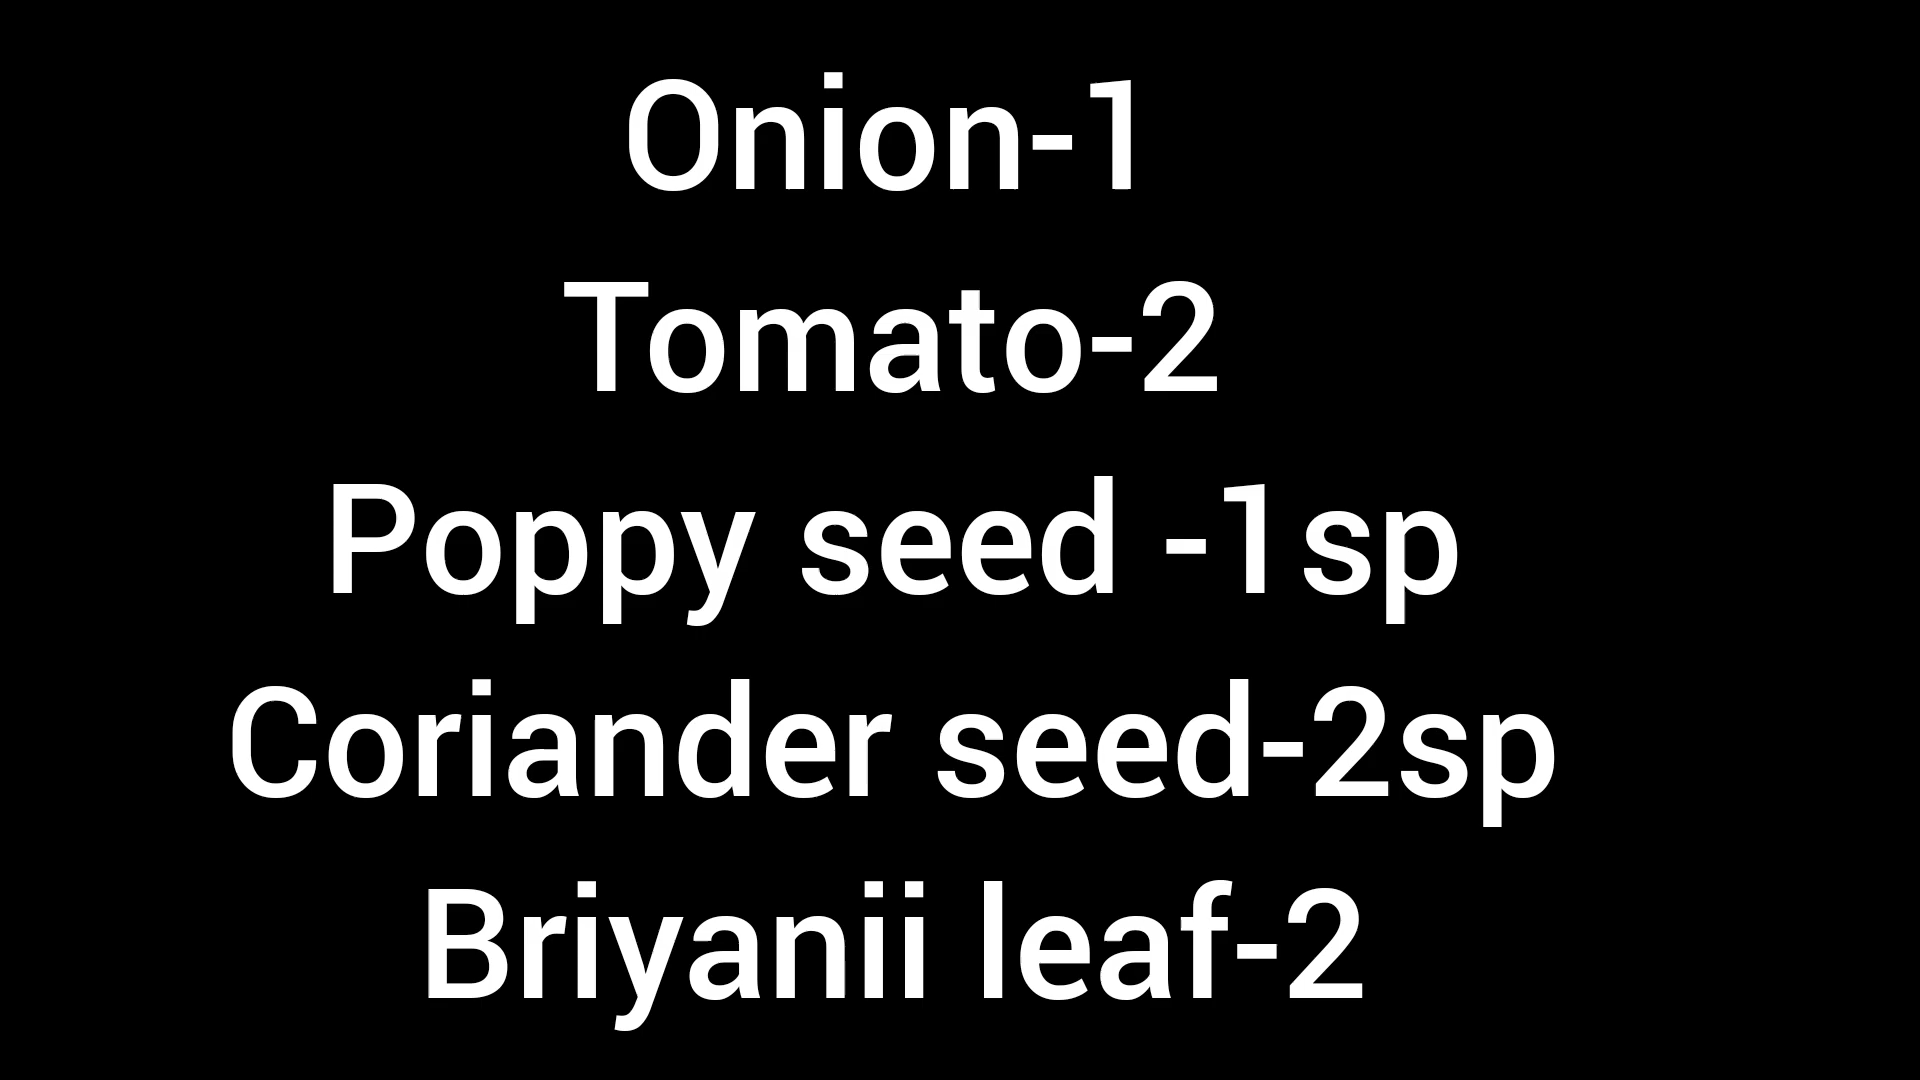 Onion-1
Tomato-2
Poppy seed -1sp
Coriander seed-2sp
Briyanii leaf-2